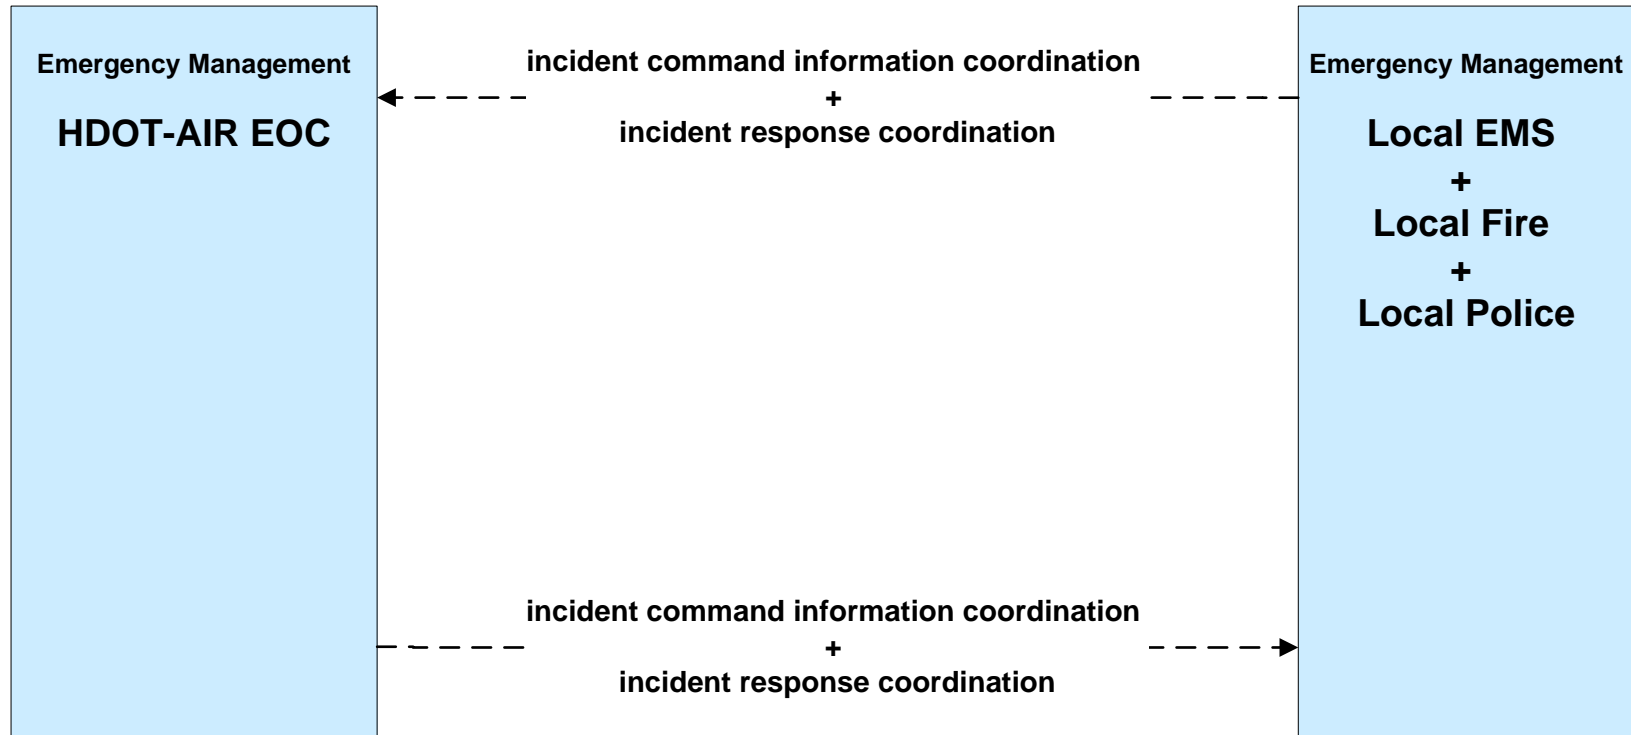 Emergency Management
HDOT-AIR EOC
incident command information coordination
+
incident response coordination
Emergency Management
Local EMS
+
Local Fire
+
Local Police
incident command information coordination
+
incident response coordination